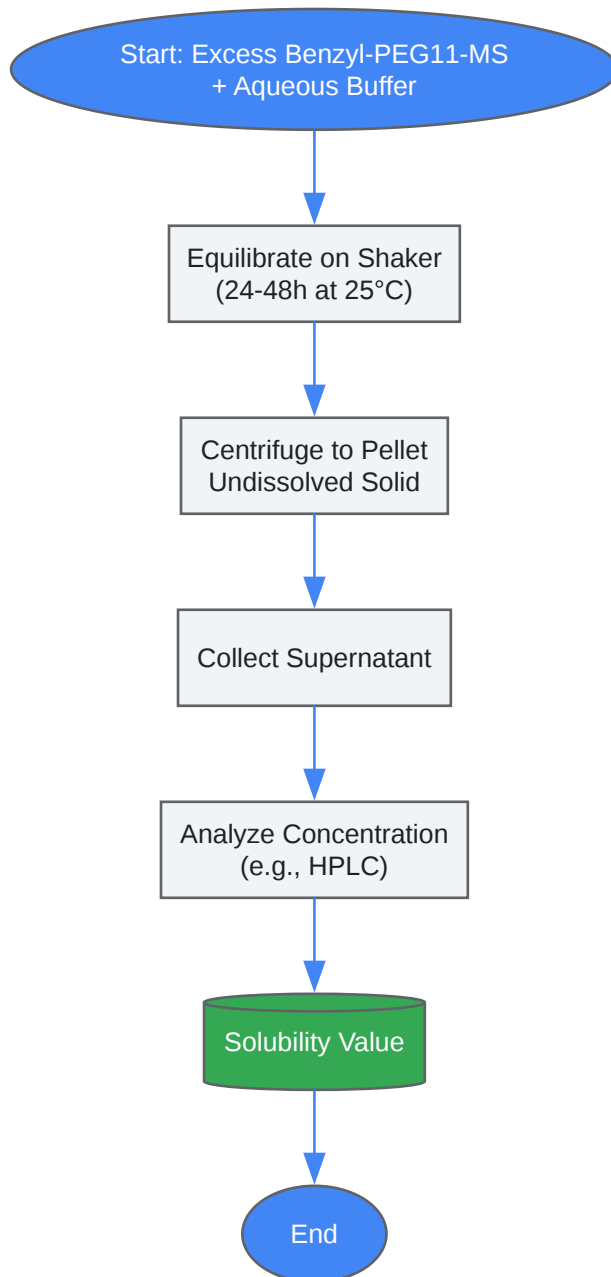 Start: Excess Benzyl-PEG11-MS
+ Aqueous Buffer
Equilibrate on Shaker
(24-48h at 25°C)
Centrifuge to Pellet
Undissolved Solid
Collect Supernatant
Analyze Concentration
(e.g., HPLC)
Solubility Value
End